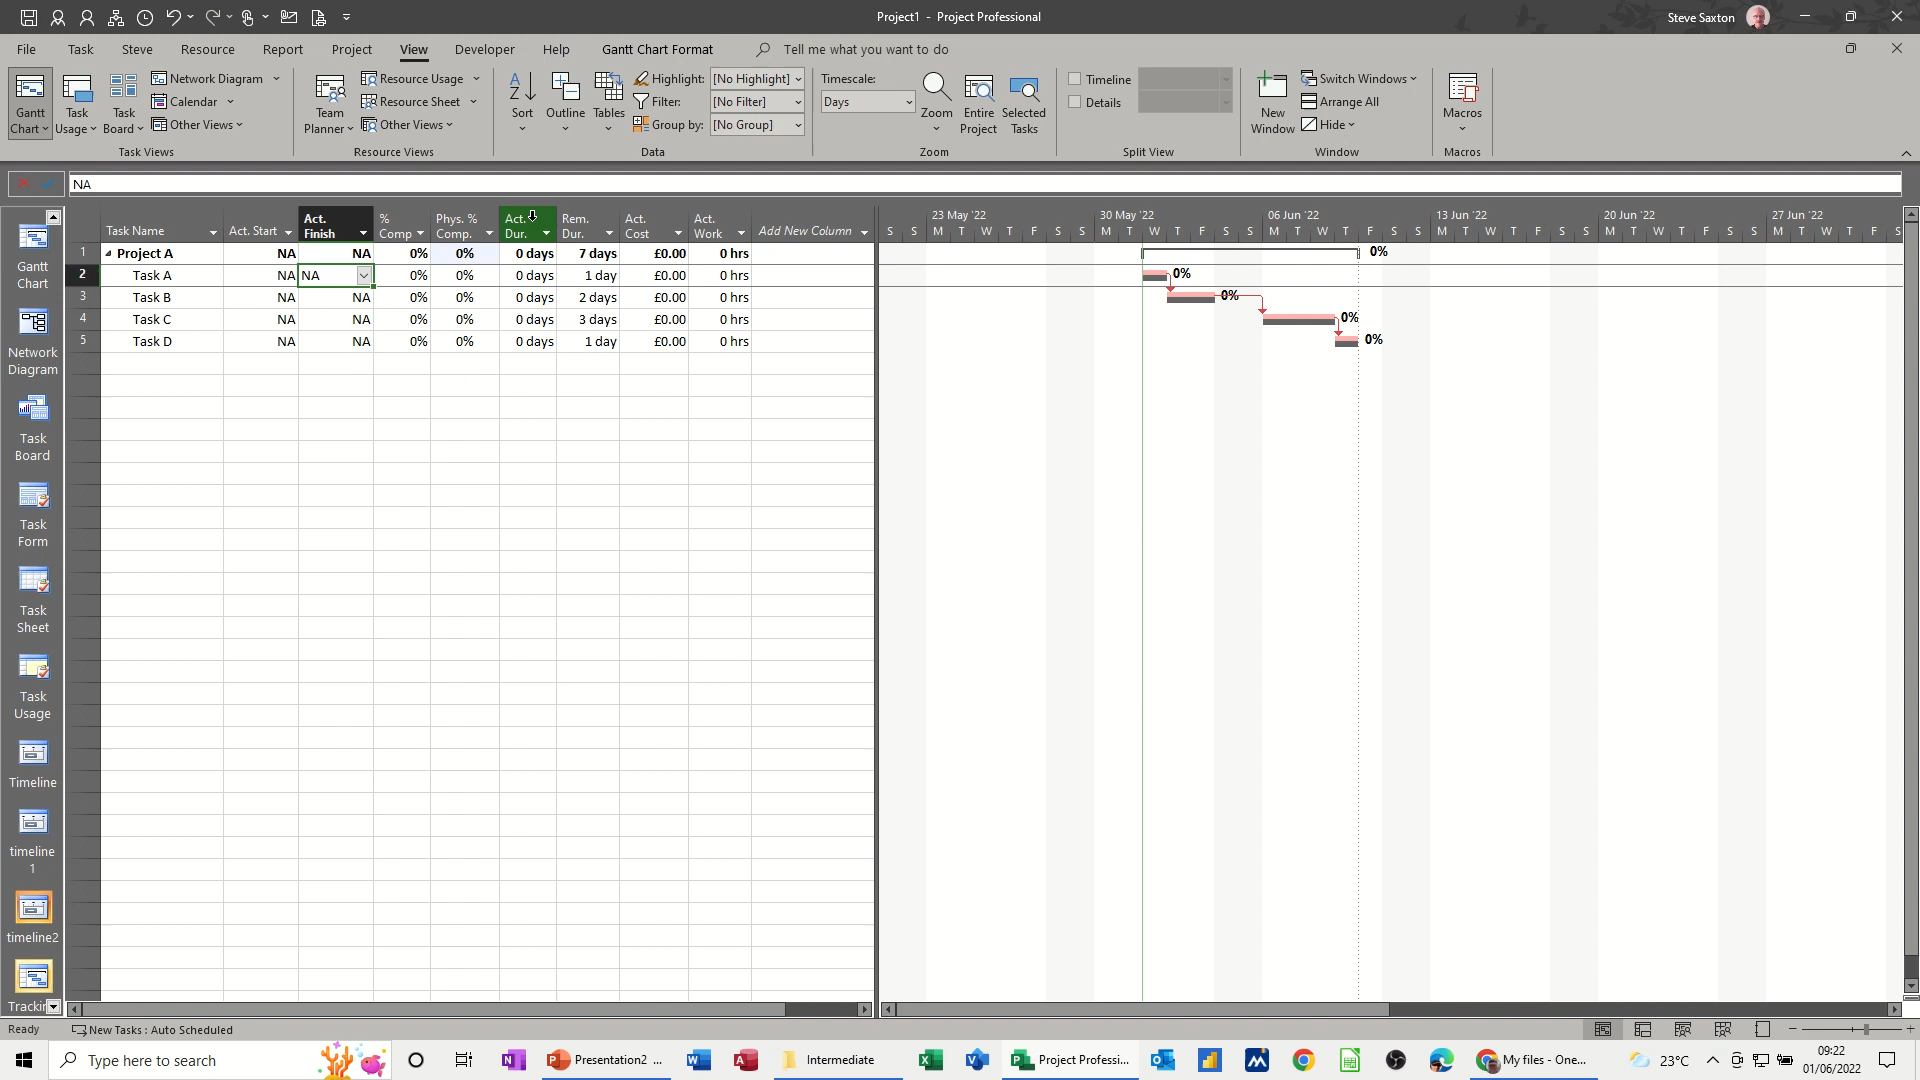 Project1 - Project Professional
Steve Saxton
File Task Steve Resource Report Project View Developer Help Gantt Chart Format Tell me what you want to do
Gantt Chart
Task Usage
Task Board
Network Diagram
Calendar
Other Views
Task Views
Team Planner
Resource Usage
Resource Sheet
Other Views
Resource Views
Sort
Outline
Tables
Highlight: [No Highlight]
Filter: [No Filter]
Group by: [No Group]
Data
Timescale:
Days
Zoom
Entire Project
Selected Tasks
Zoom
Timeline
Details
Split View
New Window
Switch Windows
Arrange All
Hide
Window
Macros
Macros
NA
Task Name Act. Start Act. Finish % Comp Phys. % Comp. Act. Dur. Rem. Dur. Act. Cost Act. Work Add New Column
1 Project A NA NA 0% 0% 0 days 7 days £0.00 0 hrs
2 Task A NA NA 0% 0% 0 days 1 day £0.00 0 hrs
3 Task B NA NA 0% 0% 0 days 2 days £0.00 0 hrs
4 Task C NA NA 0% 0% 0 days 3 days £0.00 0 hrs
5 Task D NA NA 0% 0% 0 days 1 day £0.00 0 hrs
23 May '22 30 May '22 06 Jun '22 13 Jun '22 20 Jun '22 27 Jun '22
S S M T W T F S S M T W T F S S M T W T F S S M T W T F S S M T W T F S S M T W T F S
0%
0%
0%
0%
0%
Gantt
Chart
Network
Diagram
Task
Board
Task
Form
Task
Sheet
Task
Usage
Timeline
timeline
1
timeline2
Trackin
Ready New Tasks : Auto Scheduled
Type here to search
Presentation2 ...
Intermediate
Project Professi...
My files - One...
23°C
09:22
01/06/2022